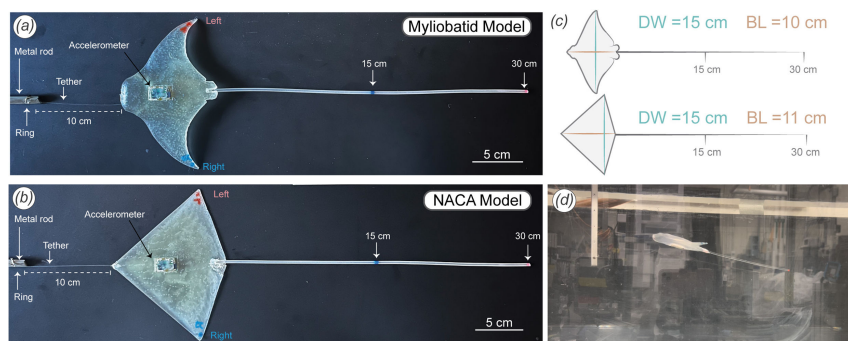 (a)
Myliobatid Model
Left
Accelerometer
Metal rod
Tether
15 cm
30 cm
10 cm
Ring
Right
5 cm
(b)
NACA Model
Left
Accelerometer
Metal rod
Tether
15 cm
30 cm
10 cm
Ring
Right
5 cm
(c)
DW =15 cm BL =10 cm
15 cm
30 cm
DW =15 cm BL =11 cm
15 cm
30 cm
(d)